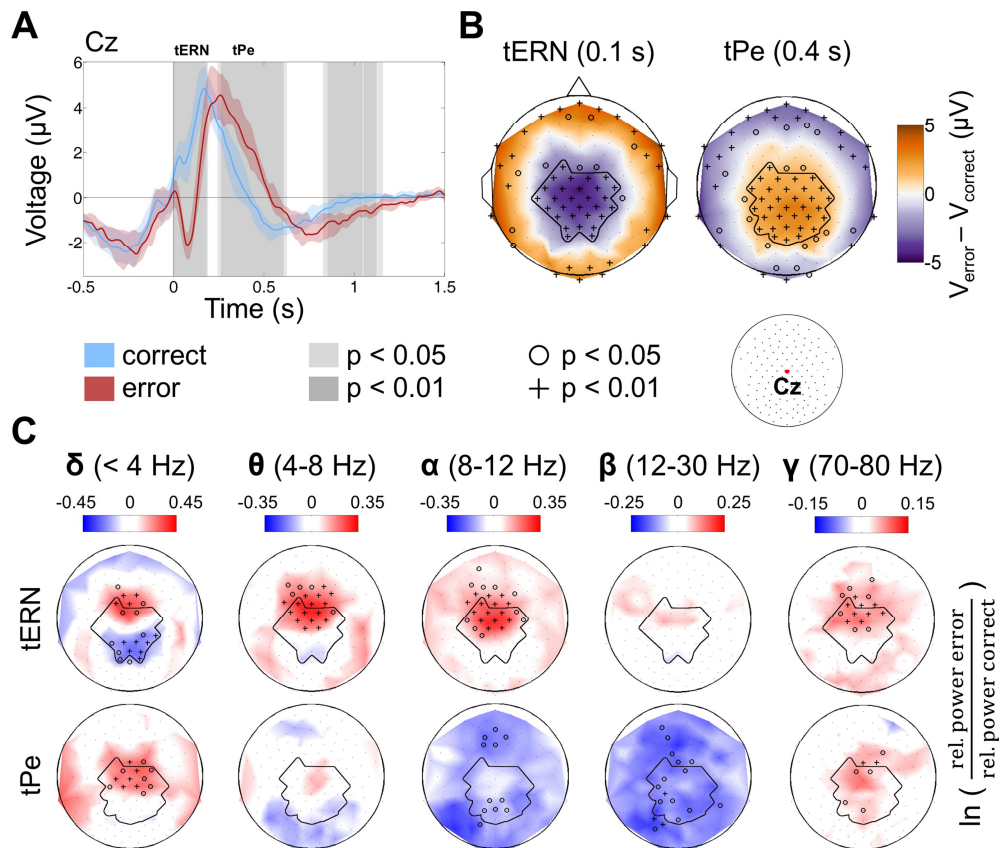 A
Cz
tERN
tPe
6
4
2
0
-2
Voltage (μV)
-0.5
0
0.5
1
1.5
Time (s)
correct
error
p < 0.05
p < 0.01
B
tERN (0.1 s)
tPe (0.4 s)
5
0
-5
Verror − Vcorrect (μV)
p < 0.05
p < 0.01
Cz
C
δ (< 4 Hz)
θ (4-8 Hz)
α (8-12 Hz)
β (12-30 Hz)
γ (70-80 Hz)
-0.45 0 0.45
-0.35 0 0.35
-0.35 0 0.35
-0.25 0 0.25
-0.15 0 0.15
tERN
tPe
ln ( rel. power error
rel. power correct )